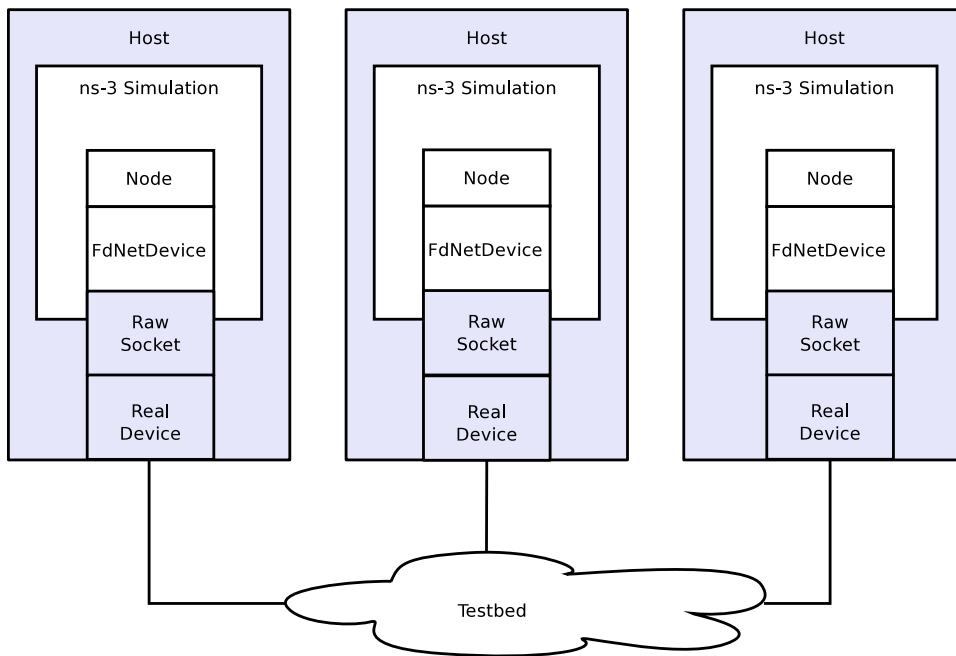 Host
ns-3 Simulation
Node
FdNetDevice
Raw
Socket
Real
Device
Host
ns-3 Simulation
Node
FdNetDevice
Raw
Socket
Real
Device
Host
ns-3 Simulation
Node
FdNetDevice
Raw
Socket
Real
Device
Testbed